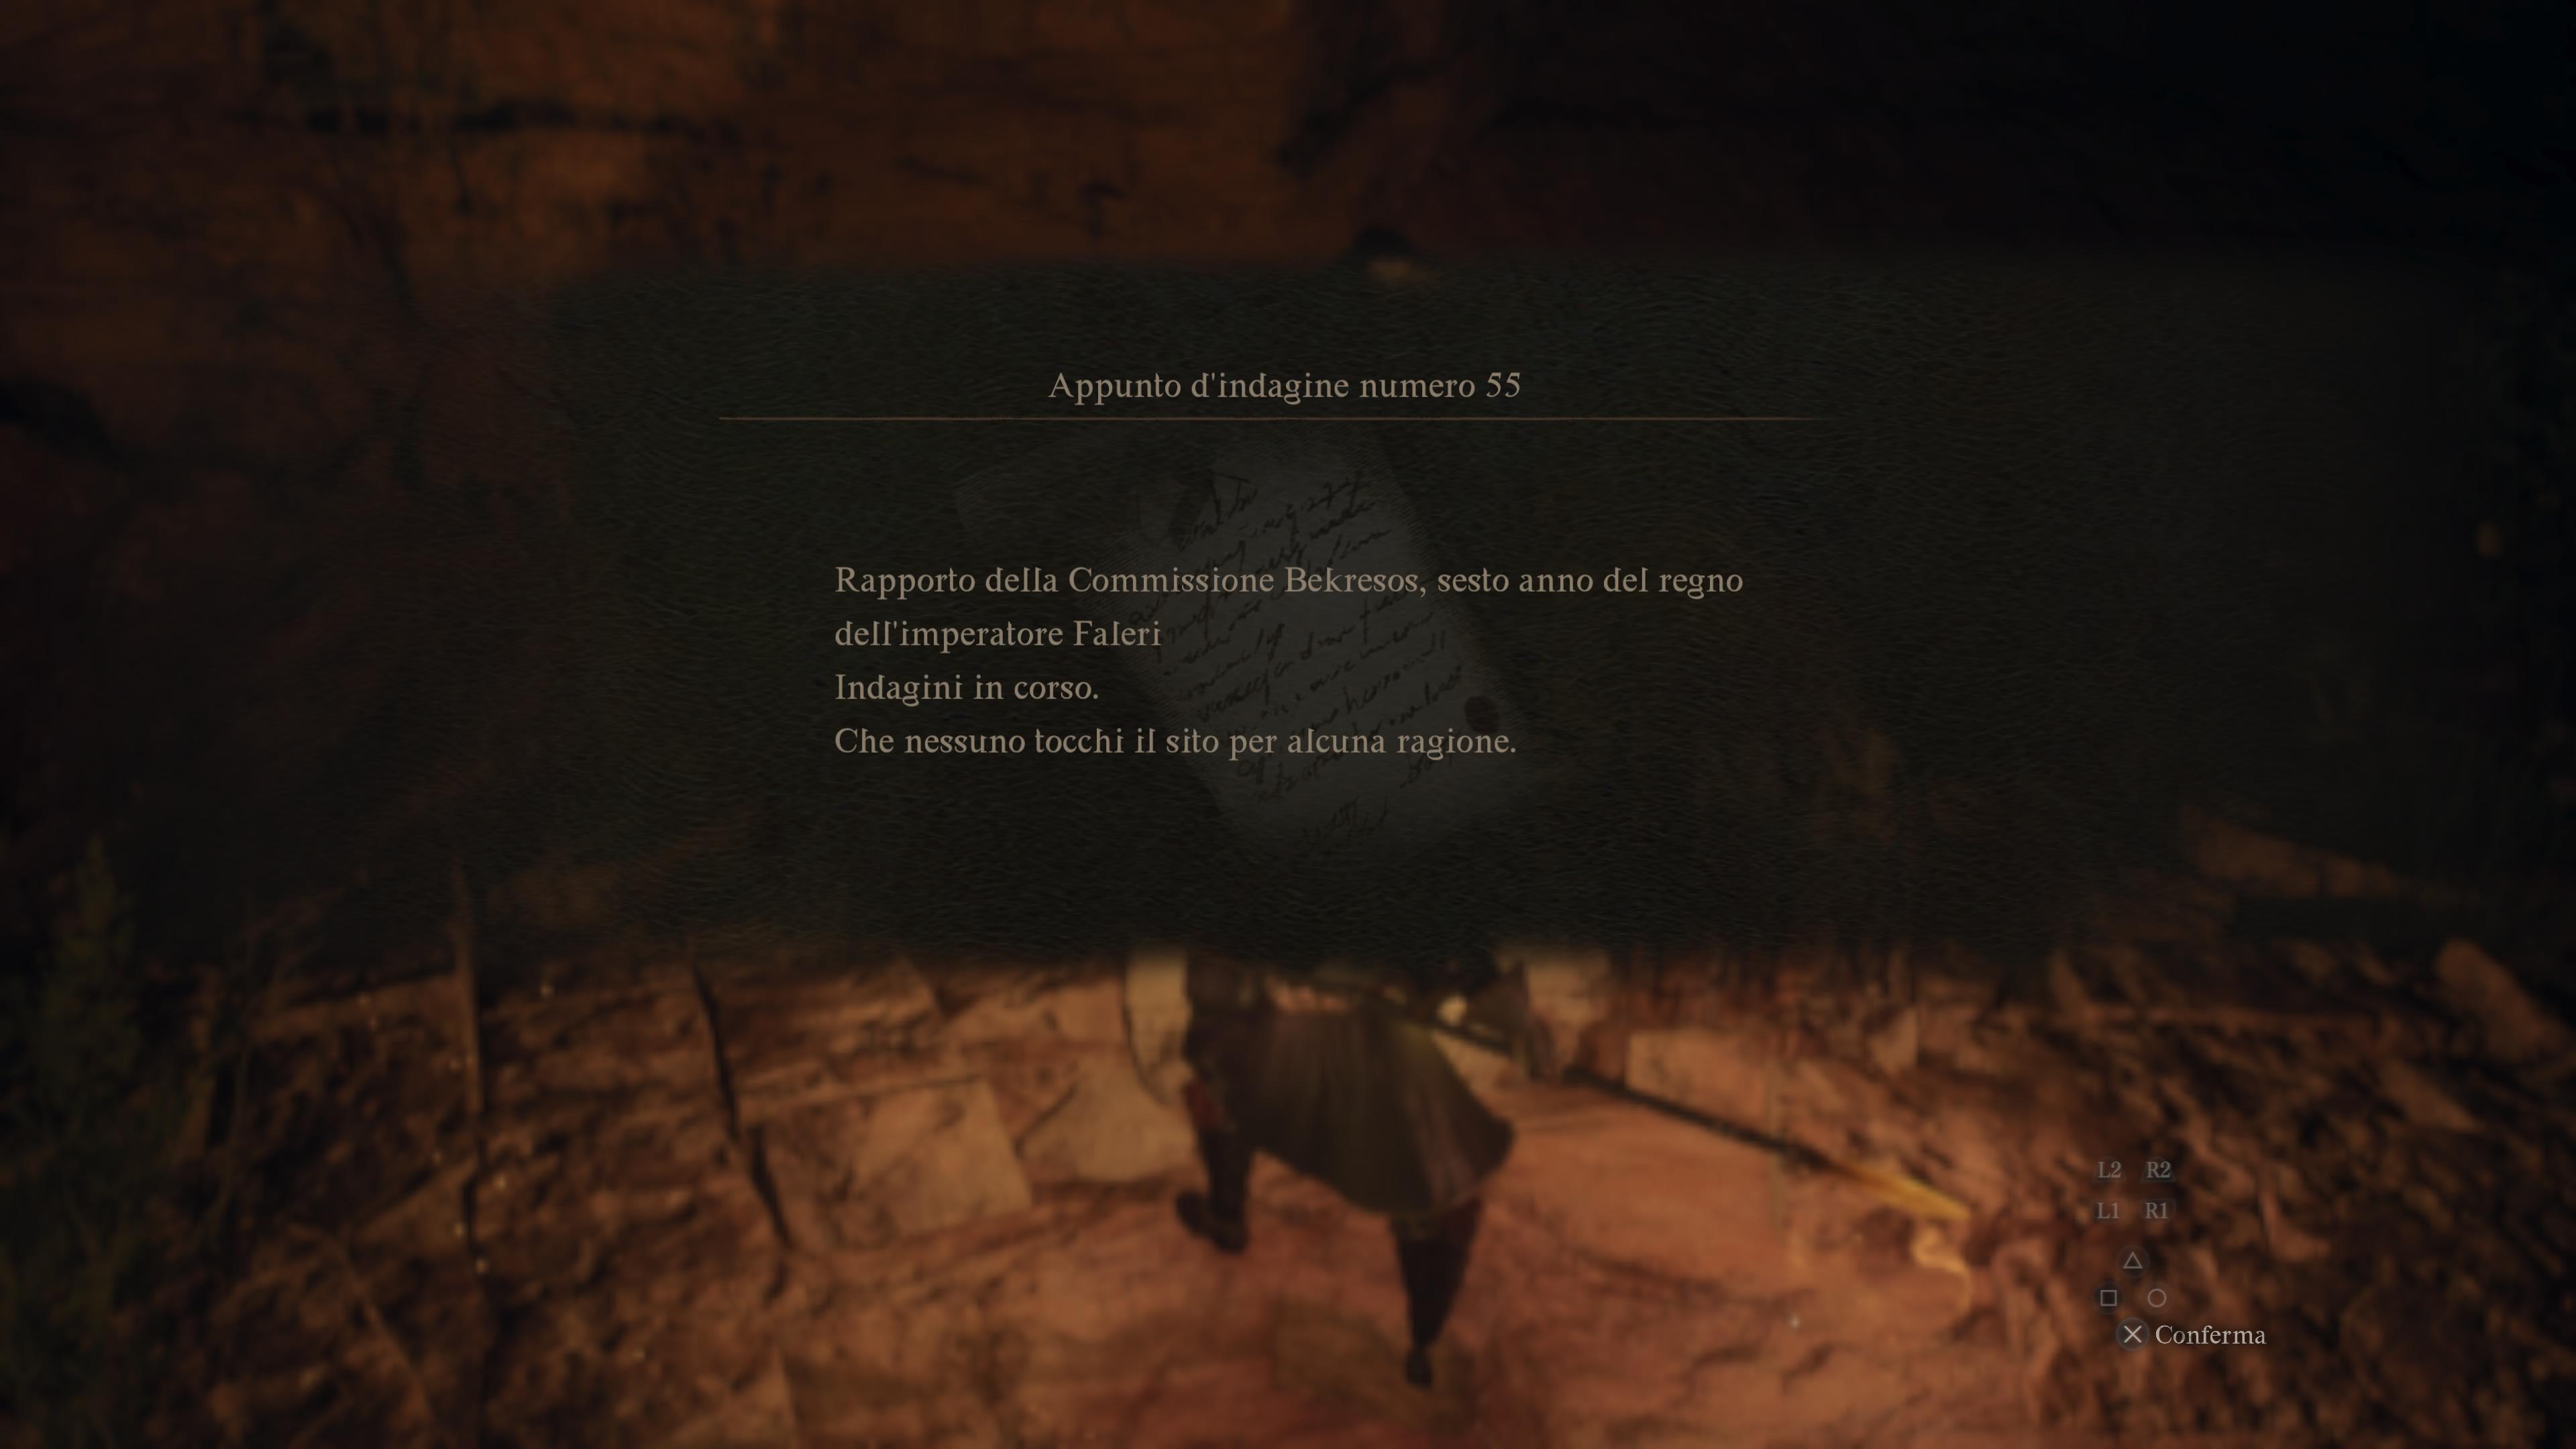 Appunto d'indagine numero 55
Rapporto della Commissione Bekresos, sesto anno del regno
dell'imperatore Faleri
Indagini in corso.
Che nessuno tocchi il sito per alcuna ragione.
L2 R2
L1 R1
Conferma